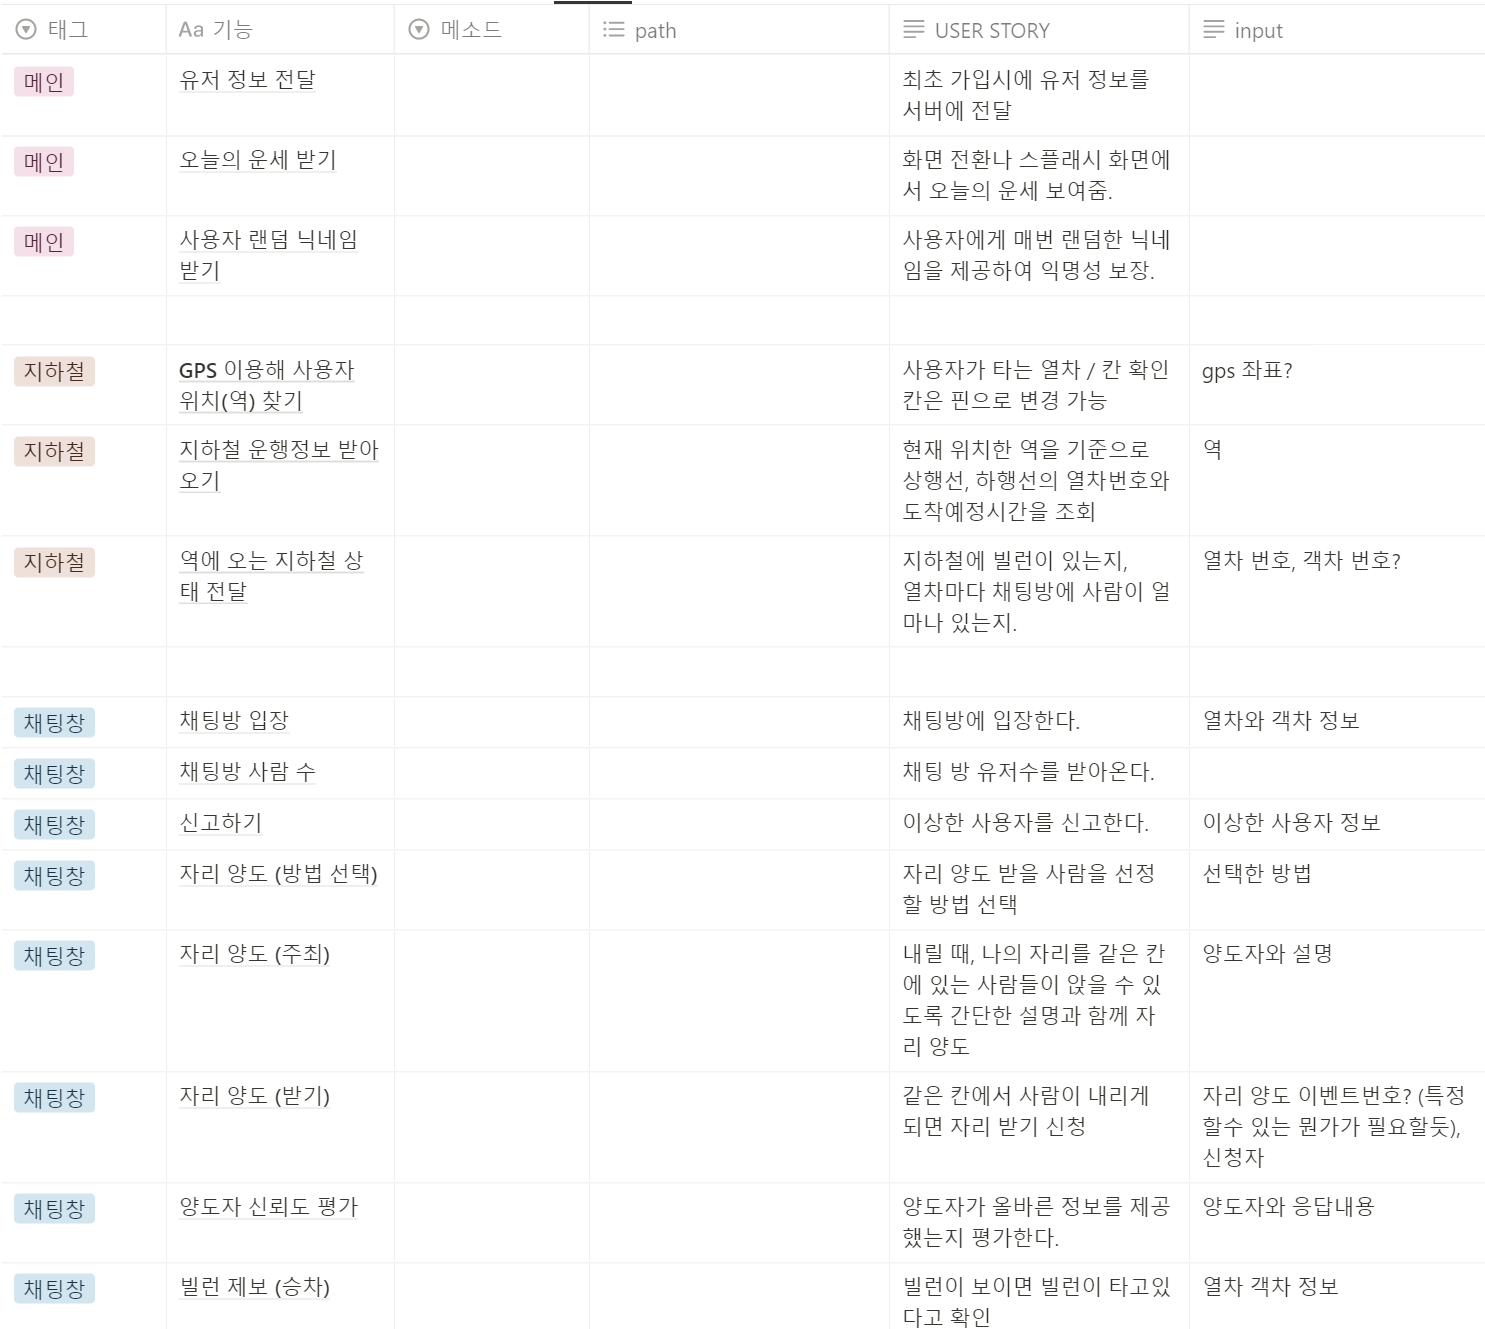 태그
Aa 기능
메소드
path
USER STORY
input
메인
유저 정보 전달
최초 가입시에 유저 정보를
서버에 전달
메인
오늘의 운세 받기
화면 전환나 스플래시 화면에
서 오늘의 운세 보여줌.
메인
사용자 랜덤 닉네임
받기
사용자에게 매번 랜덤한 닉네
임을 제공하여 익명성 보장.
지하철
GPS 이용해 사용자
위치(역) 찾기
사용자가 타는 열차 / 칸 확인
칸은 핀으로 변경 가능
gps 좌표?
지하철
지하철 운행정보 받아
오기
현재 위치한 역을 기준으로
상행선, 하행선의 열차번호와
도착예정시간을 조회
역
지하철
역에 오는 지하철 상
태 전달
지하철에 빌런이 있는지,
열차마다 채팅방에 사람이 얼
마나 있는지.
열차 번호, 객차 번호?
채팅창
채팅방 입장
채팅방에 입장한다.
열차와 객차 정보
채팅창
채팅방 사람 수
채팅 방 유저수를 받아온다.
채팅창
신고하기
이상한 사용자를 신고한다.
이상한 사용자 정보
채팅창
자리 양도 (방법 선택)
자리 양도 받을 사람을 선정
할 방법 선택
선택한 방법
채팅창
자리 양도 (주최)
내릴 때, 나의 자리를 같은 칸
에 있는 사람들이 앉을 수 있
도록 간단한 설명과 함께 자
리 양도
양도자와 설명
채팅창
자리 양도 (받기)
같은 칸에서 사람이 내리게
되면 자리 받기 신청
자리 양도 이벤트번호? (특정
할수 있는 뭔가가 필요할듯),
신청자
채팅창
양도자 신뢰도 평가
양도자가 올바른 정보를 제공
했는지 평가한다.
양도자와 응답내용
채팅창
빌런 제보 (승차)
빌런이 보이면 빌런이 타고있
다고 확인
열차 객차 정보